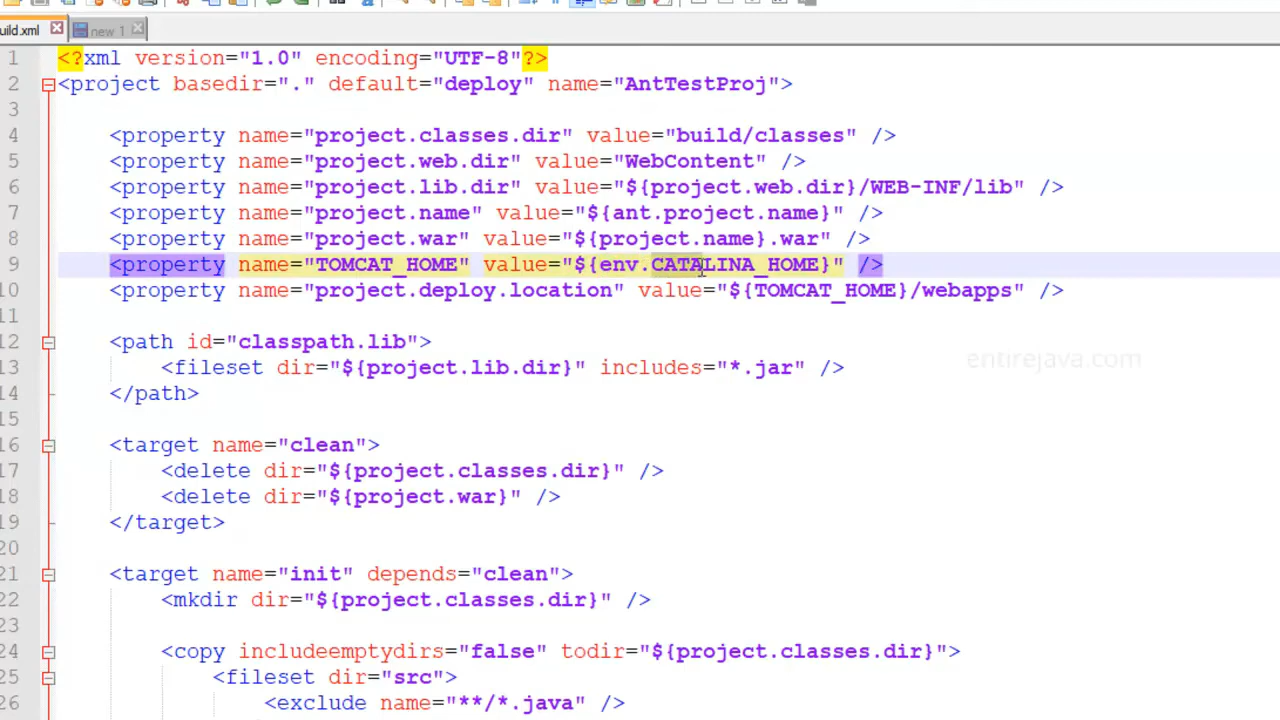 uild.xml new 1
1 <?xml version="1.0" encoding="UTF-8"?>
2 <project basedir="." default="deploy" name="AntTestProj">
3
4 <property name="project.classes.dir" value="build/classes" />
5 <property name="project.web.dir" value="WebContent" />
6 <property name="project.lib.dir" value="${project.web.dir}/WEB-INF/lib" />
7 <property name="project.name" value="${ant.project.name}" />
8 <property name="project.war" value="${project.name}.war" />
9 <property name="TOMCAT_HOME" value="${env.CATALINA_HOME}" />
10 <property name="project.deploy.location" value="${TOMCAT_HOME}/webapps" />
11
12 <path id="classpath.lib">
13 <fileset dir="${project.lib.dir}" includes="*.jar" />
entirejava.com
14 </path>
15
16 <target name="clean">
17 <delete dir="${project.classes.dir}" />
18 <delete dir="${project.war}" />
19 </target>
20
21 <target name="init" depends="clean">
22 <mkdir dir="${project.classes.dir}" />
23
24 <copy includeemptydirs="false" todir="${project.classes.dir}">
25 <fileset dir="src">
26 <exclude name="**/*.java" />